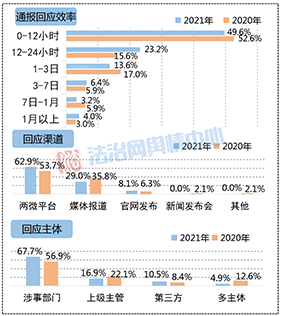 通报回应效率
2021年 2020年
0-12小时 49.6% 52.6%
12-24小时 23.2% 15.6%
1-3日 13.6% 17.0%
3-7日 6.4% 5.9%
7日-1月 3.2% 5.9%
1月以上 4.0% 3.0%
法治网舆情中心
回应渠道
2021年 2020年
62.9% 53.7% 29.0% 35.8% 8.1% 6.3% 0.0% 2.1% 0.0% 2.1%
两微平台 媒体报道 官网发布 新闻发布会 其他
回应主体
2021年 2020年
67.7% 56.9% 16.9% 22.1% 10.5% 8.4% 4.9% 12.6%
涉事部门 上级主管 第三方 多主体